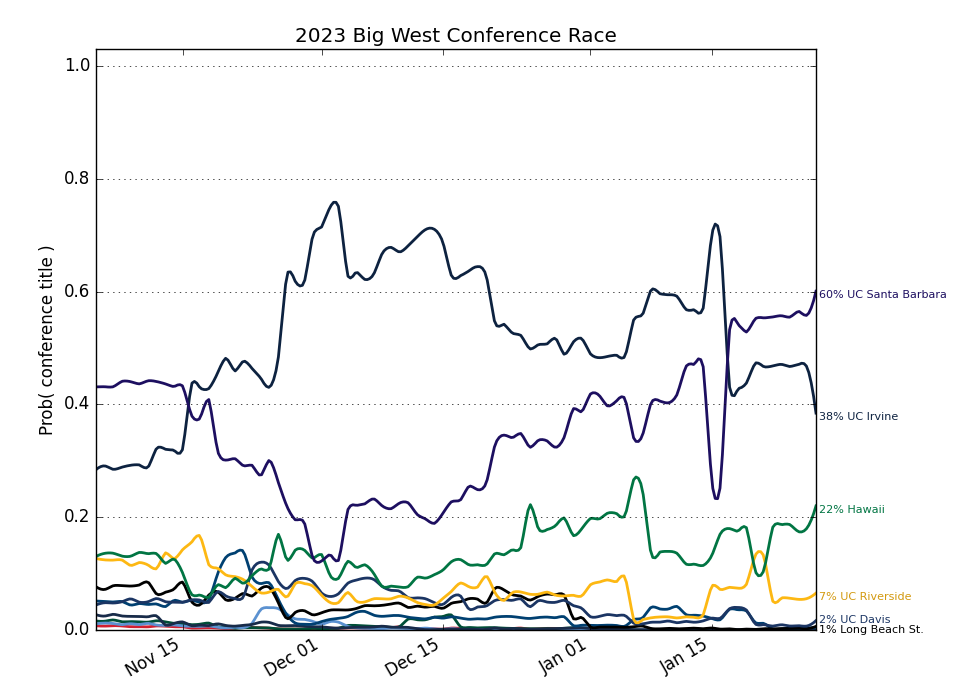 2023 Big West Conference Race
Prob( conference title )
1.0
0.8
0.6
0.4
0.2
0.0
Nov 15
Dec 01
Dec 15
Jan 01
Jan 15
60% UC Santa Barbara
38% UC Irvine
22% Hawaii
7% UC Riverside
2% UC Davis
1% Long Beach St.